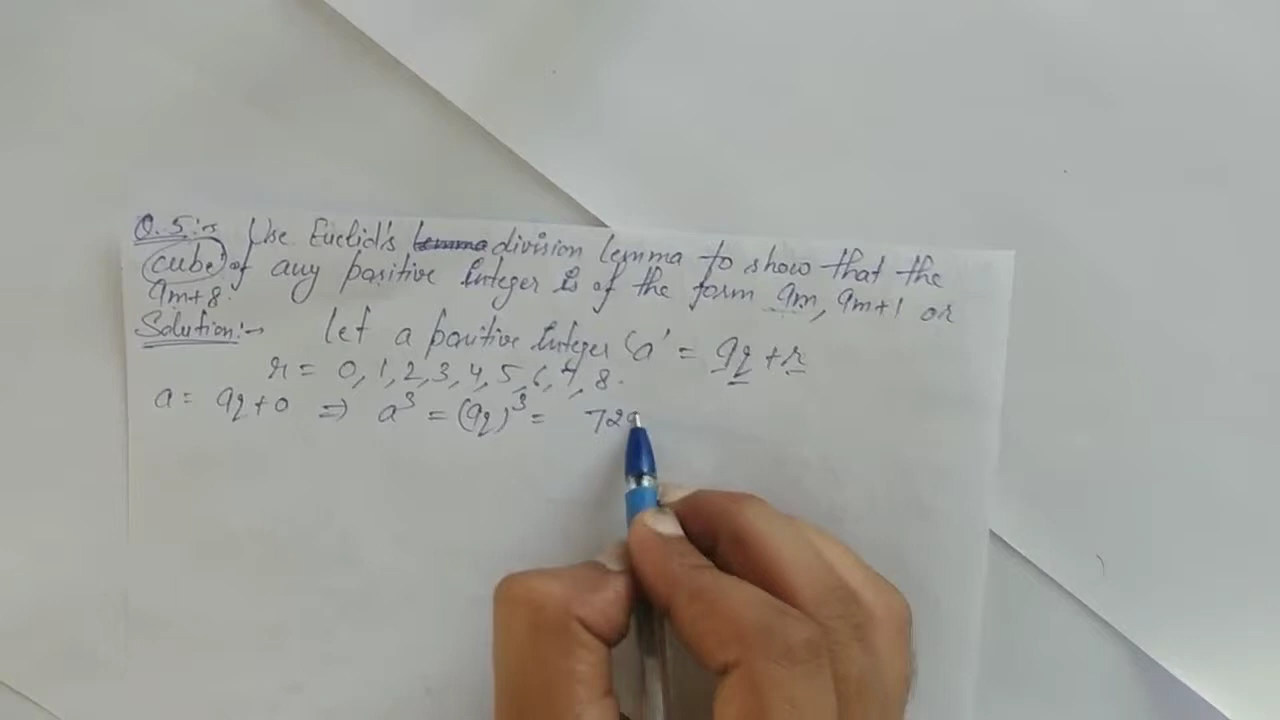 Q.5:→ Use Euclid's lemma division lemma to show that the
cube of any positive integer is of the form 9m, 9m+1 or
9m+8.
Solution:→ let a positive integer 'a' = 9q + r
r = 0, 1, 2, 3, 4, 5, 6, 7, 8.
a = 9q+0 ⇒ a³ = (9q)³ = 729